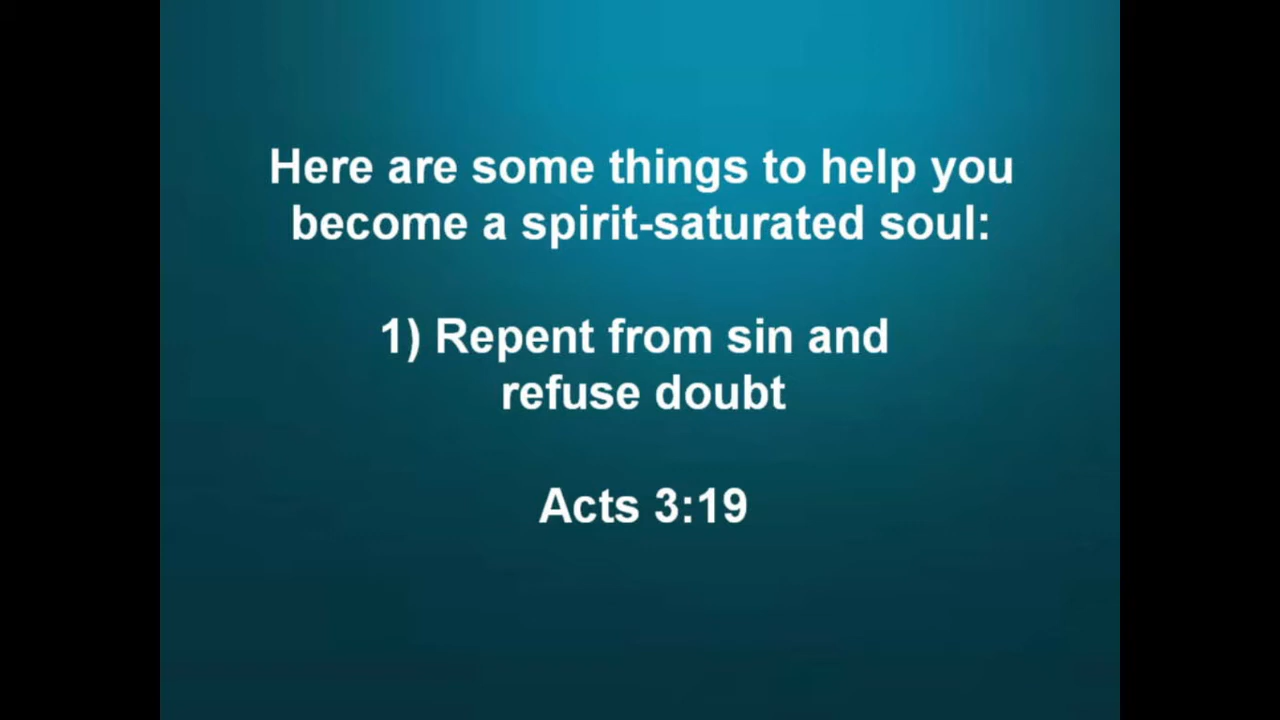 Here are some things to help you
become a spirit-saturated soul:
1) Repent from sin and
refuse doubt
Acts 3:19